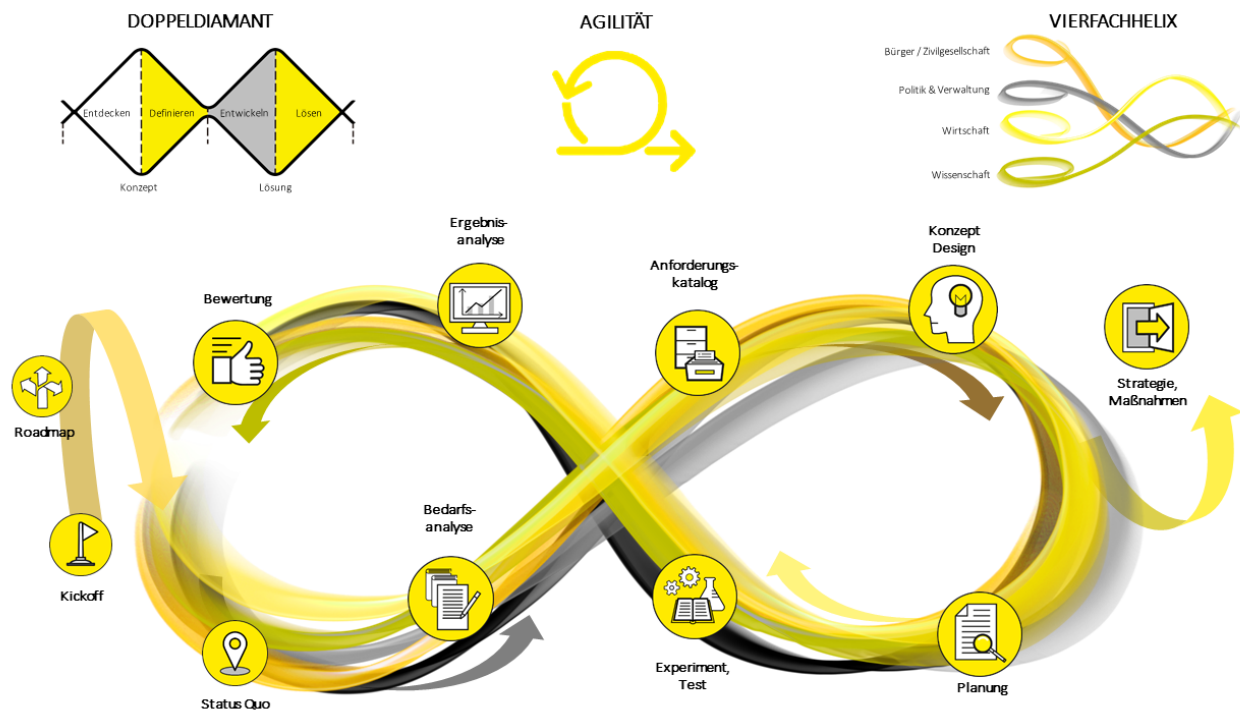 DOPPELDIAMANT
AGILITÄT
VIERFACHHELIX
Entdecken
Definieren
Entwickeln
Lösen
Konzept
Lösung
Bürger / Zivilgesellschaft
Politik & Verwaltung
Wirtschaft
Wissenschaft
Ergebnis-
analyse
Konzept
Design
Anforderungs-
katalog
Bewertung
Strategie,
Maßnahmen
Roadmap
Bedarfs-
analyse
Kickoff
Experiment,
Test
Planung
Status Quo